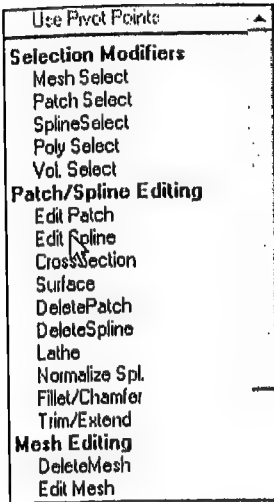 Use Pivot Points
Selection Modifiers
Mesh Select
Patch Select
SplineSelect
Poly Select
Vol. Select
Patch/Spline Editing
Edit Patch
Edit Spline
CrossSection
Surface
DeletePatch
DeleteSpline
Lathe
Normalize Spl.
Fillet/Chamfer
Trim/Extend
Mesh Editing
DeleteMesh
Edit Mesh